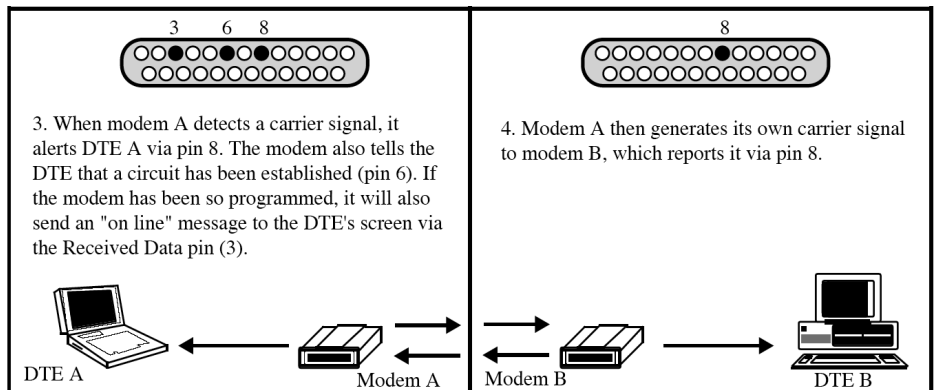 3 6 8
3. When modem A detects a carrier signal, it
alerts DTE A via pin 8. The modem also tells the
DTE that a circuit has been established (pin 6). If
the modem has been so programmed, it will also
send an "on line" message to the DTE's screen via
the Received Data pin (3).
DTE A
Modem A
8
4. Modem A then generates its own carrier signal
to modem B, which reports it via pin 8.
Modem B
DTE B